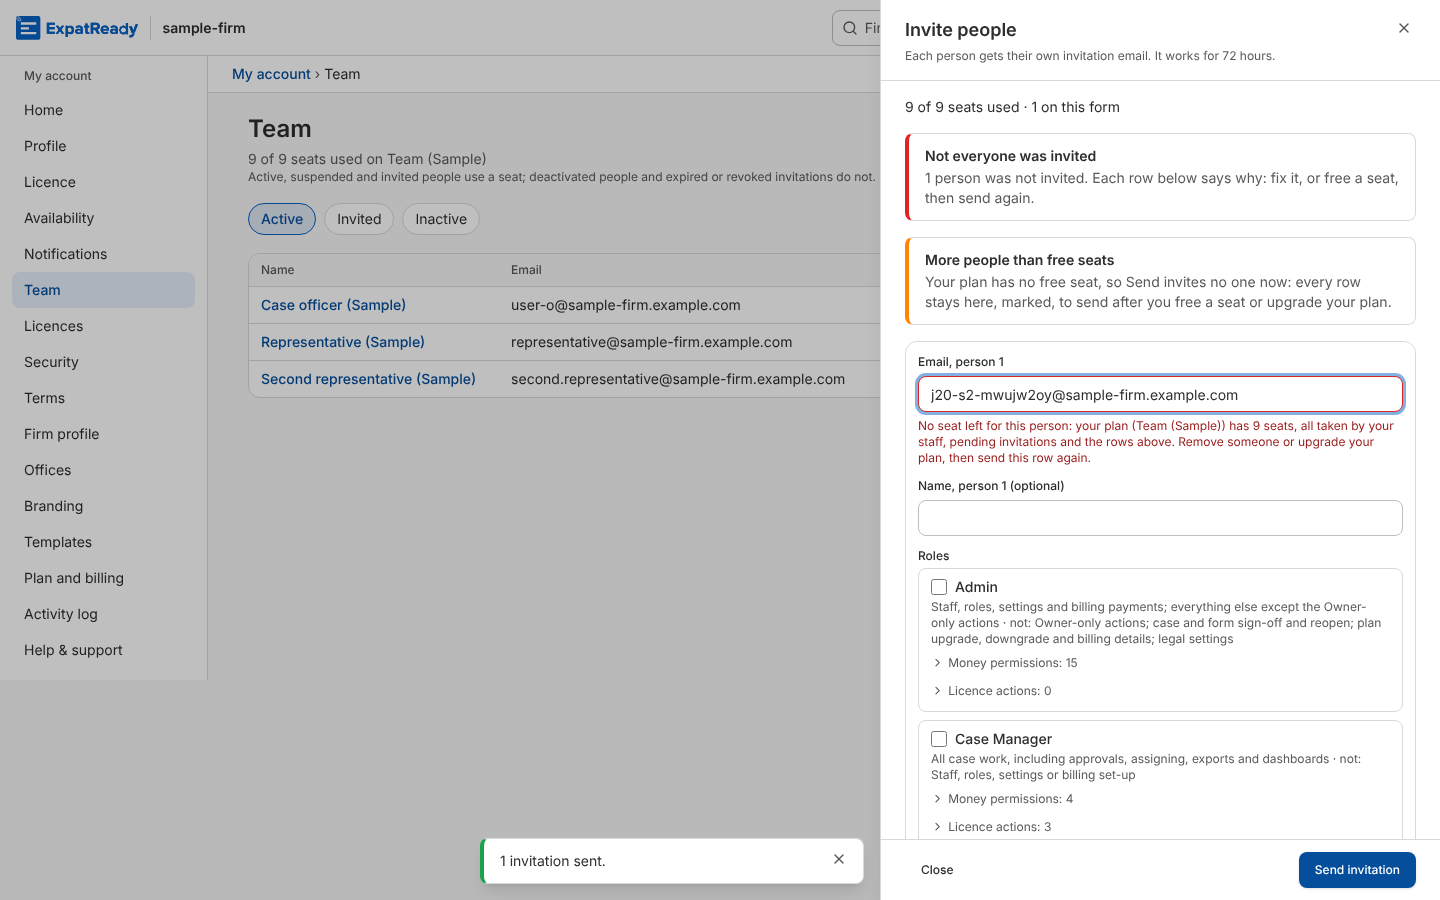 ExpatReady
sample-firm
Fir
My account
Home
Profile
Licence
Availability
Notifications
Team
Licences
Security
Terms
Firm profile
Offices
Branding
Templates
Plan and billing
Activity log
Help & support
My account › Team
Team
9 of 9 seats used on Team (Sample)
Active, suspended and invited people use a seat; deactivated people and expired or revoked invitations do not.
Active
Invited
Inactive
Name
Email
Case officer (Sample)
user-o@sample-firm.example.com
Representative (Sample)
representative@sample-firm.example.com
Second representative (Sample)
second.representative@sample-firm.example.com
1 invitation sent.
Invite people
Each person gets their own invitation email. It works for 72 hours.
9 of 9 seats used · 1 on this form
Not everyone was invited
1 person was not invited. Each row below says why: fix it, or free a seat,
then send again.
More people than free seats
Your plan has no free seat, so Send invites no one now: every row
stays here, marked, to send after you free a seat or upgrade your plan.
Email, person 1
j20-s2-mwujw2oy@sample-firm.example.com
No seat left for this person: your plan (Team (Sample)) has 9 seats, all taken by your
staff, pending invitations and the rows above. Remove someone or upgrade your
plan, then send this row again.
Name, person 1 (optional)
Roles
Admin
Staff, roles, settings and billing payments; everything else except the Owner-
only actions · not: Owner-only actions; case and form sign-off and reopen; plan
upgrade, downgrade and billing details; legal settings
Money permissions: 15
Licence actions: 0
Case Manager
All case work, including approvals, assigning, exports and dashboards · not:
Staff, roles, settings or billing set-up
Money permissions: 4
Licence actions: 3
Close
Send invitation